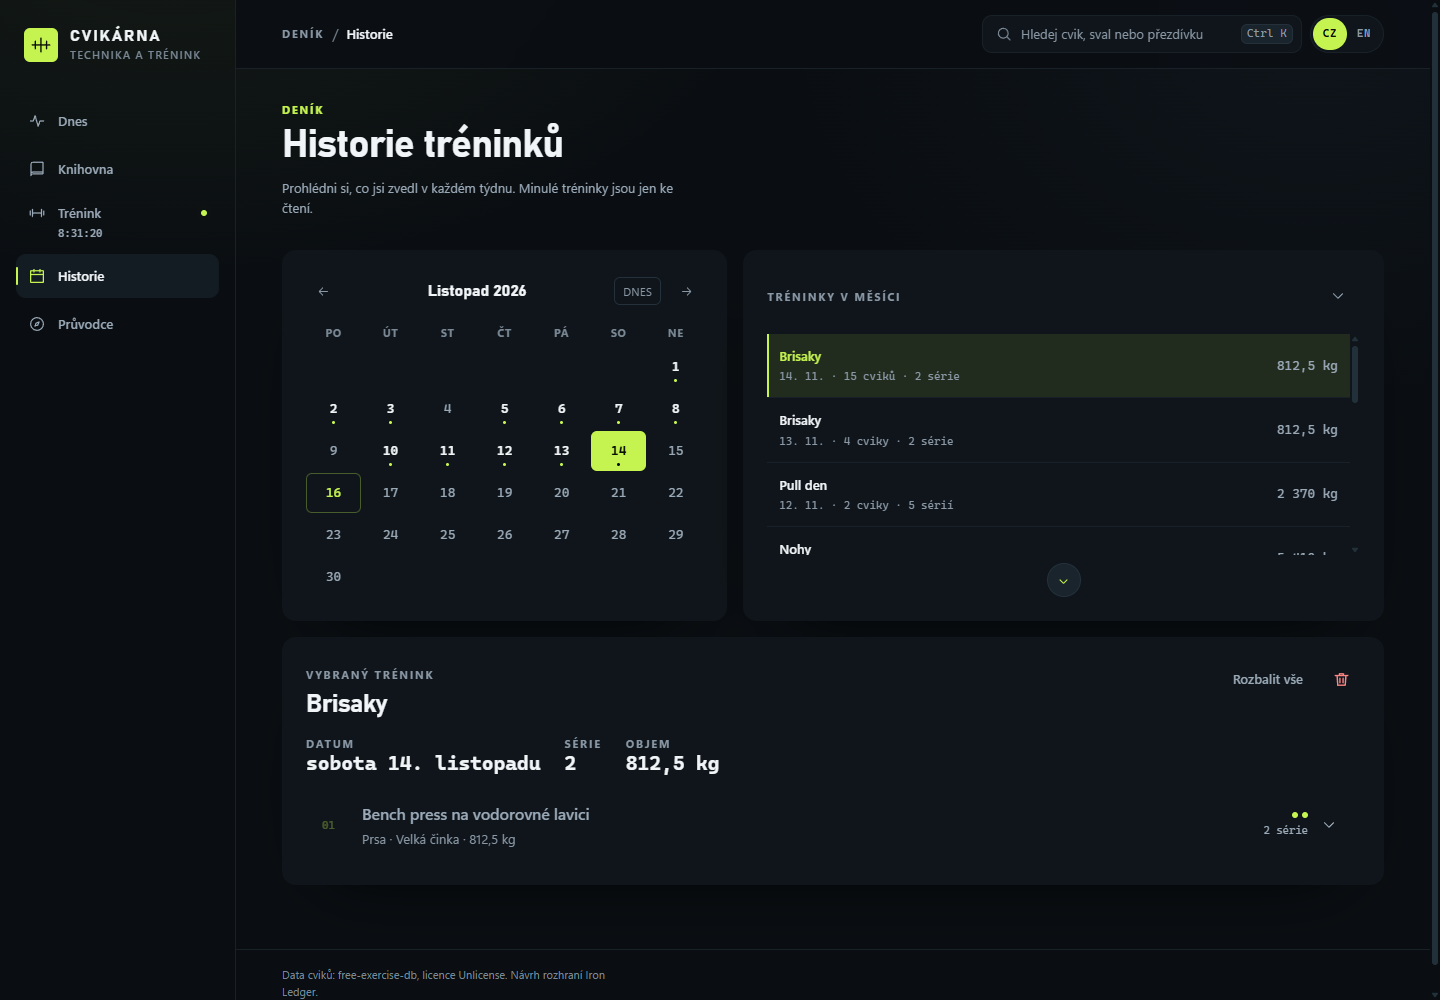 CVIKÁRNA
TECHNIKA A TRÉNINK
Dnes
Knihovna
Trénink
8:31:20
Historie
Průvodce
DENÍK / Historie
Hledej cvik, sval nebo přezdívku
Ctrl K
CZ
EN
DENÍK
Historie tréninků
Prohlédni si, co jsi zvedl v každém týdnu. Minulé tréninky jsou jen ke
čtení.
Listopad 2026
DNES
PO ÚT ST ČT PÁ SO NE
1
2 3 4 5 6 7 8
9 10 11 12 13 14 15
16 17 18 19 20 21 22
23 24 25 26 27 28 29
30
TRÉNINKY V MĚSÍCI
Brisaky
14. 11. · 15 cviků · 2 série
812,5 kg
Brisaky
13. 11. · 4 cviky · 2 série
812,5 kg
Pull den
12. 11. · 2 cviky · 5 sérií
2 370 kg
Nohy
VYBRANÝ TRÉNINK
Brisaky
Rozbalit vše
DATUM
sobota 14. listopadu
SÉRIE
2
OBJEM
812,5 kg
01
Bench press na vodorovné lavici
Prsa · Velká činka · 812,5 kg
2 série
Data cviků: free-exercise-db, licence Unlicense. Návrh rozhraní Iron
Ledger.